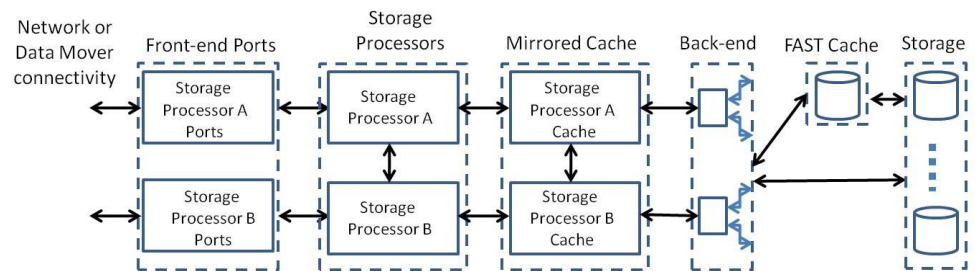 Network or
Data Mover
connectivity
Front-end Ports
Storage
Processors
Mirrored Cache
Back-end
FAST Cache
Storage
Storage
Processor A
Ports
Storage
Processor A
Storage
Processor A
Cache
Storage
Processor B
Ports
Storage
Processor B
Storage
Processor B
Cache